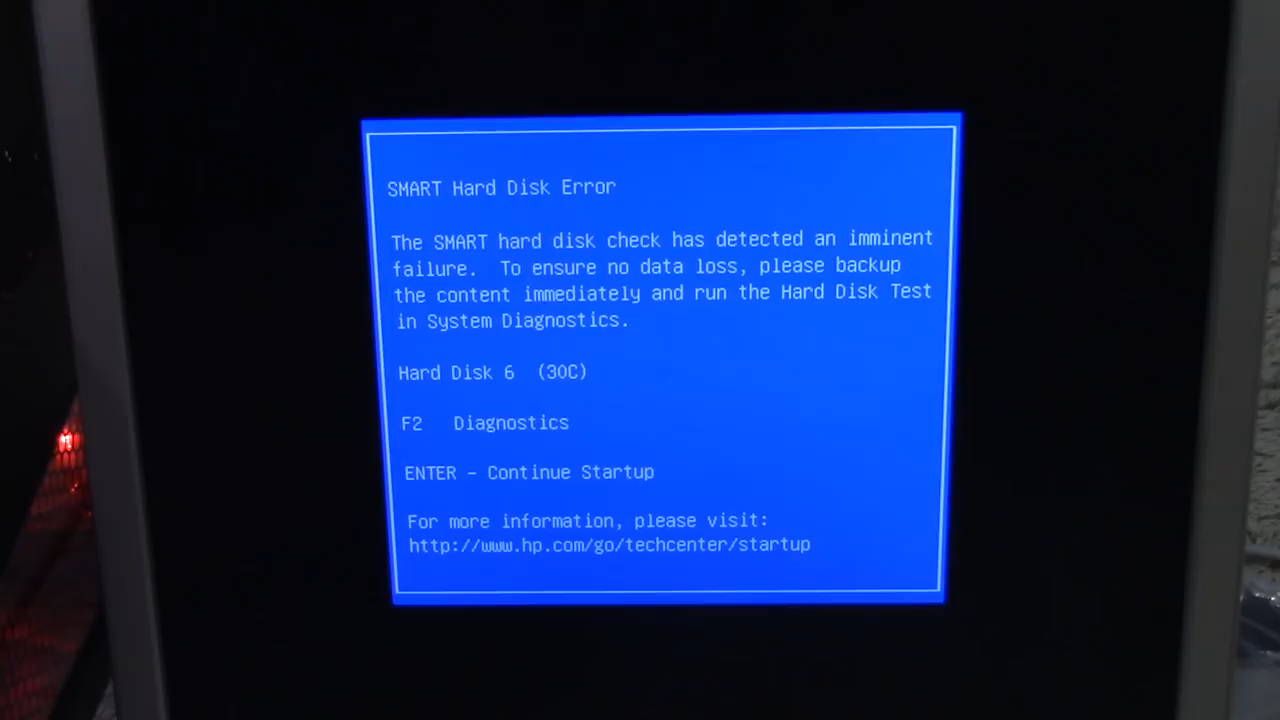 SMART Hard Disk Error
The SMART hard disk check has detected an imminent
failure.  To ensure no data loss, please backup
the content immediately and run the Hard Disk Test
in System Diagnostics.
Hard Disk 6  (30C)
F2   Diagnostics
ENTER - Continue Startup
For more information, please visit:
http://www.hp.com/go/techcenter/startup